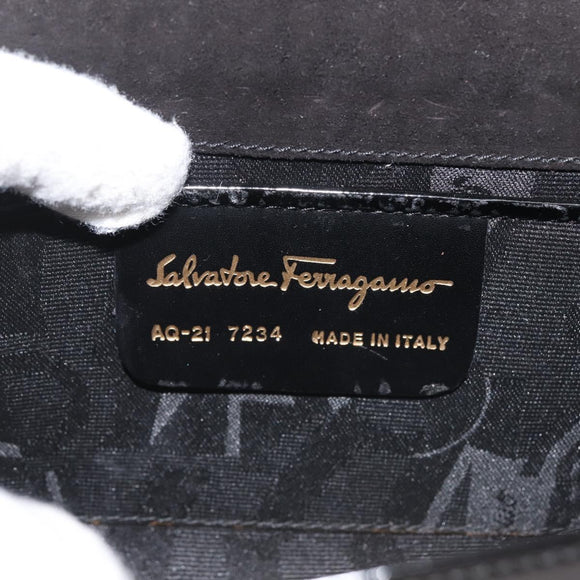 Salvatore Ferragamo
AQ-21 7234 MADE IN ITALY